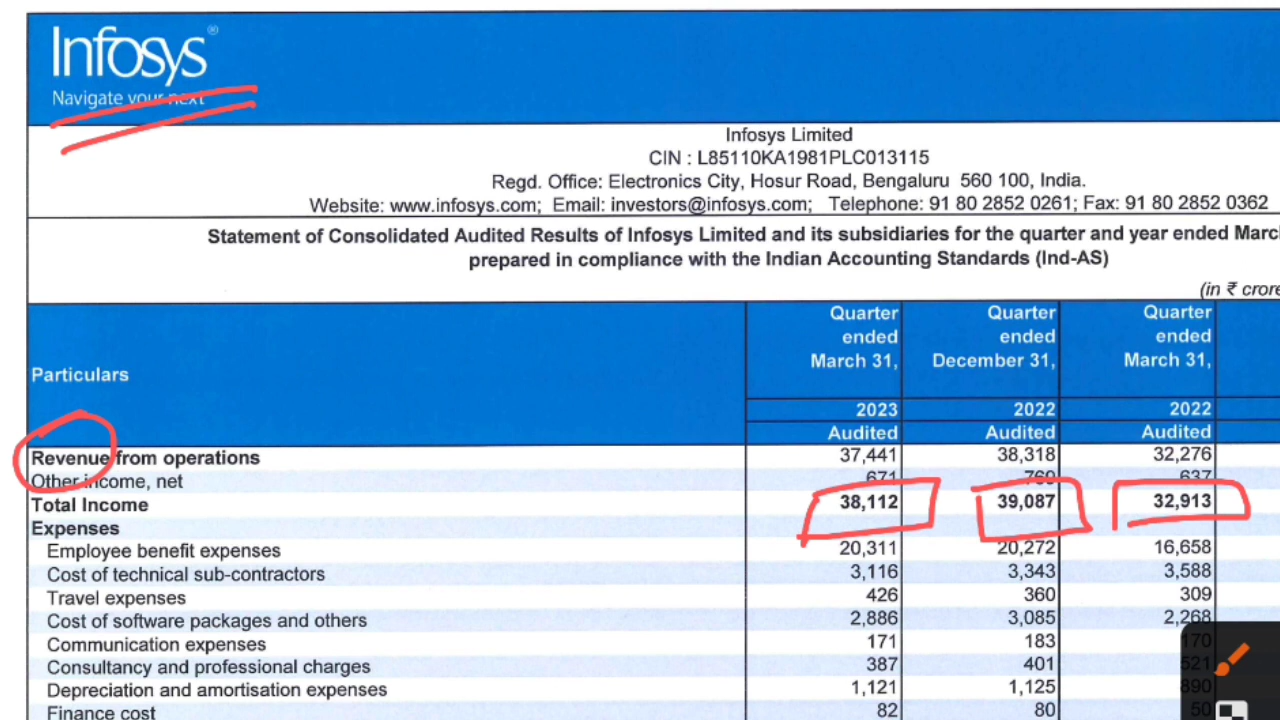 Infosys®
Navigate your next
Infosys Limited
CIN : L85110KA1981PLC013115
Regd. Office: Electronics City, Hosur Road, Bengaluru 560 100, India.
Website: www.infosys.com; Email: investors@infosys.com; Telephone: 91 80 2852 0261; Fax: 91 80 2852 0362
Statement of Consolidated Audited Results of Infosys Limited and its subsidiaries for the quarter and year ended
prepared in compliance with the Indian Accounting Standards (Ind-AS)
(in ₹
Particulars Quarter ended March 31, Quarter ended December 31, Quarter ended March 31,
2023 2022 2022
Audited Audited Audited
Revenue from operations 37,441 38,318 32,276
Other income, net 671 769 637
Total Income 38,112 39,087 32,913
Expenses
Employee benefit expenses 20,311 20,272 16,658
Cost of technical sub-contractors 3,116 3,343 3,588
Travel expenses 426 360 309
Cost of software packages and others 2,886 3,085 2,268
Communication expenses 171 183 170
Consultancy and professional charges 387 401 521
Depreciation and amortisation expenses 1,121 1,125 890
Finance cost 82 80 50